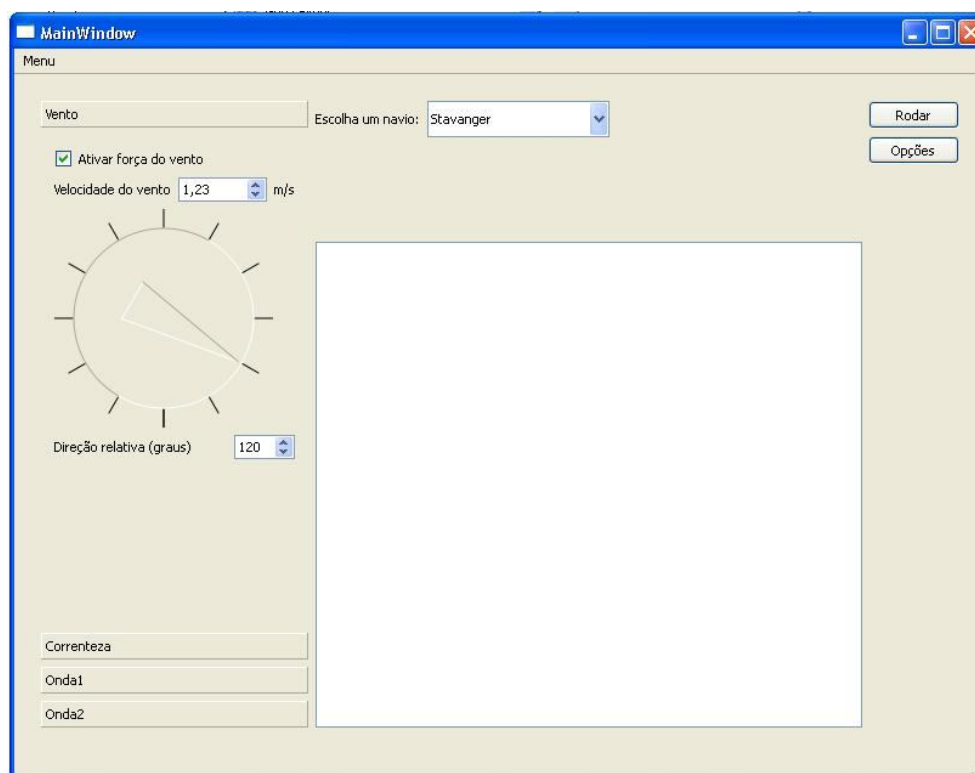 MainWindow
Menu
Vento
Escolha um navio: Stavanger
Rodar
Opções
Ativar força do vento
Velocidade do vento 1,23 m/s
Direção relativa (graus) 120
Correnteza
Onda1
Onda2